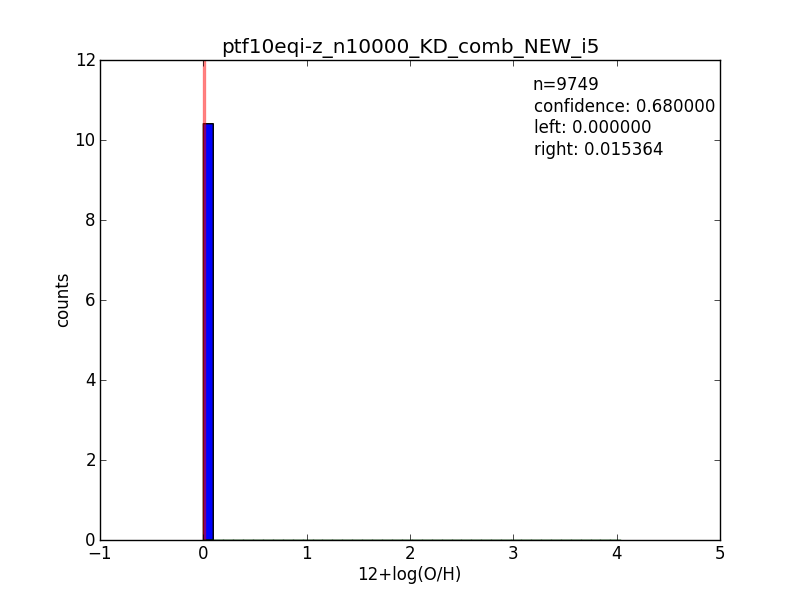 ptf10eqi-z_n10000_KD_comb_NEW_i5
n=9749
confidence: 0.680000
left: 0.000000
right: 0.015364
12
10
8
6
4
2
0
counts
−1 0 1 2 3 4 5
12+log(O/H)